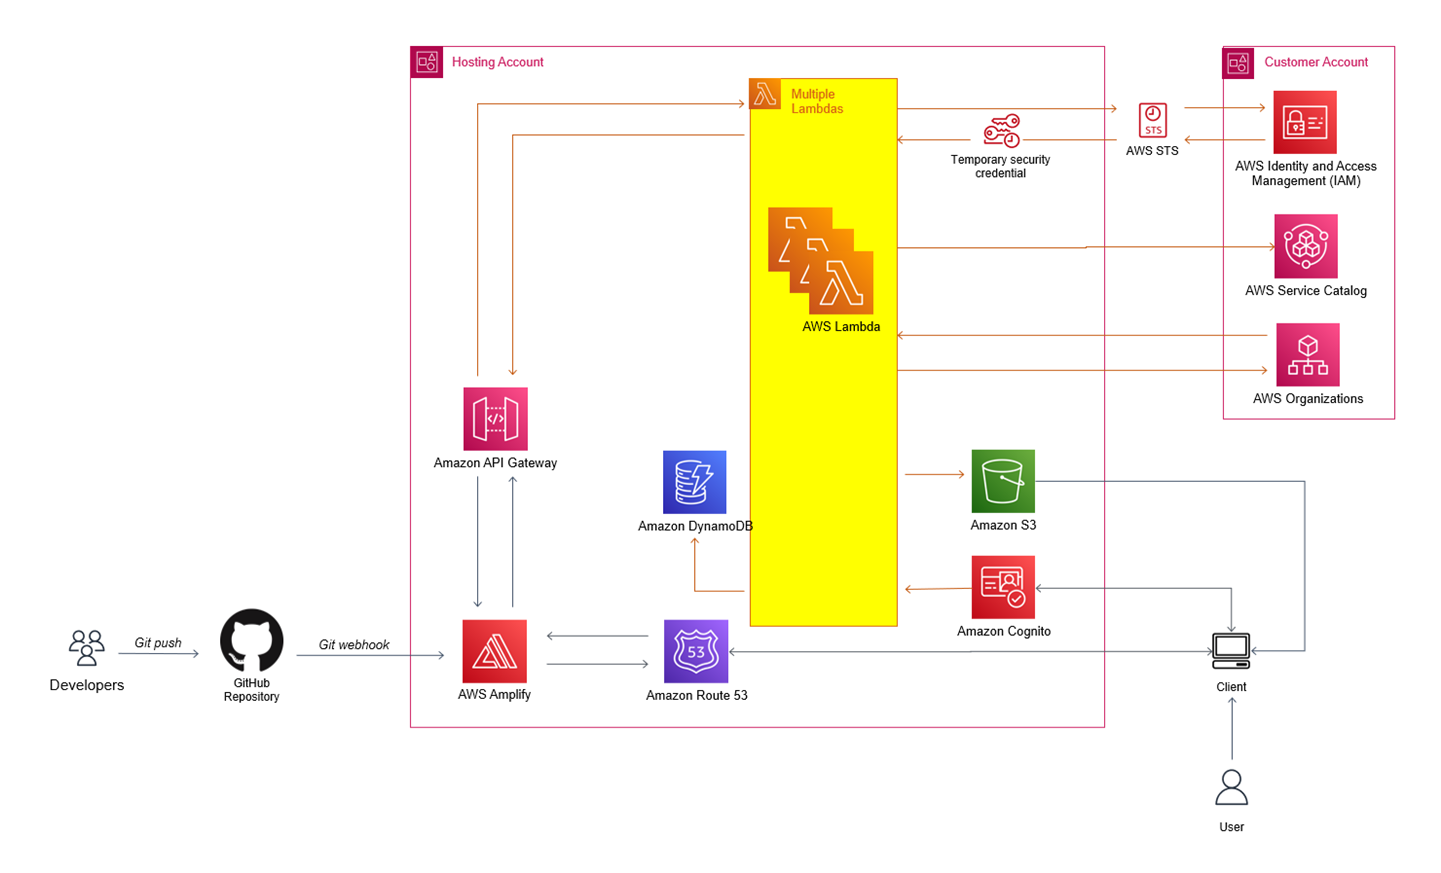 Hosting Account
Customer Account
Multiple
Lambdas
Temporary security
credential
STS
AWS STS
AWS Identity and Access
Management (IAM)
AWS Service Catalog
AWS Lambda
AWS Organizations
</>
Amazon API Gateway
Amazon DynamoDB
Amazon S3
Amazon Cognito
Developers
Git push
GitHub
Repository
Git webhook
AWS Amplify
53
Amazon Route 53
Client
User